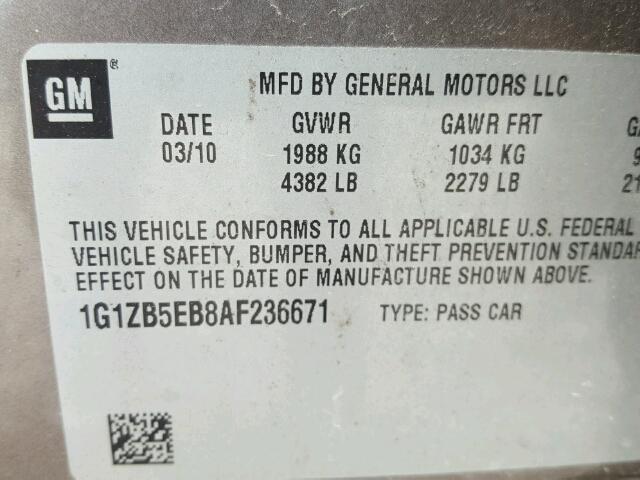 GM ® MFD BY GENERAL MOTORS LLC
DATE GVWR GAWR FRT
03/10 1988 KG 1034 KG
4382 LB 2279 LB
THIS VEHICLE CONFORMS TO ALL APPLICABLE U.S. FEDERAL
VEHICLE SAFETY, BUMPER, AND THEFT PREVENTION
EFFECT ON THE DATE OF MANUFACTURE SHOWN ABOVE.
1G1ZB5EB8AF236671 TYPE: PASS CAR